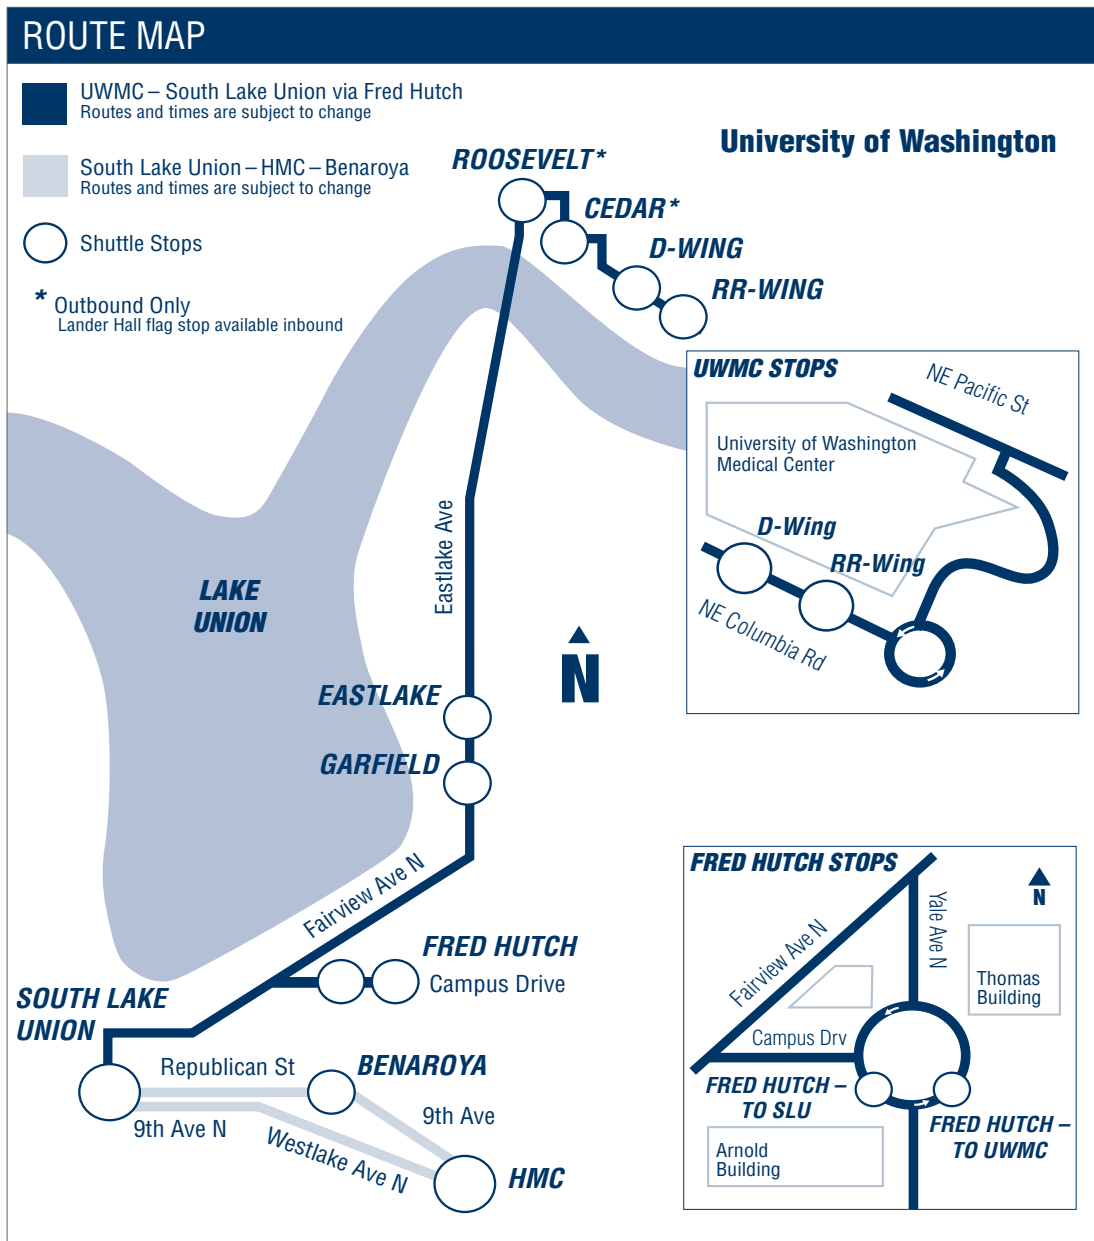 ROUTE MAP
UWMC – South Lake Union via Fred Hutch
Routes and times are subject to change
South Lake Union – HMC – Benaroya
Routes and times are subject to change
Shuttle Stops
* Outbound Only
Lander Hall flag stop available inbound
University of Washington
ROOSEVELT*
CEDAR*
D-WING
RR-WING
UWMC STOPS
NE Pacific St
University of Washington
Medical Center
D-Wing
RR-Wing
NE Columbia Rd
Eastlake Ave
LAKE
UNION
N
EASTLAKE
GARFIELD
Fairview Ave N
FRED HUTCH
Campus Drive
SOUTH LAKE
UNION
Republican St
BENAROYA
9th Ave N
9th Ave
Westlake Ave N
HMC
FRED HUTCH STOPS
N
Yale Ave N
Fairview Ave N
Thomas
Building
Campus Drv
FRED HUTCH –
TO SLU
FRED HUTCH –
TO UWMC
Arnold
Building